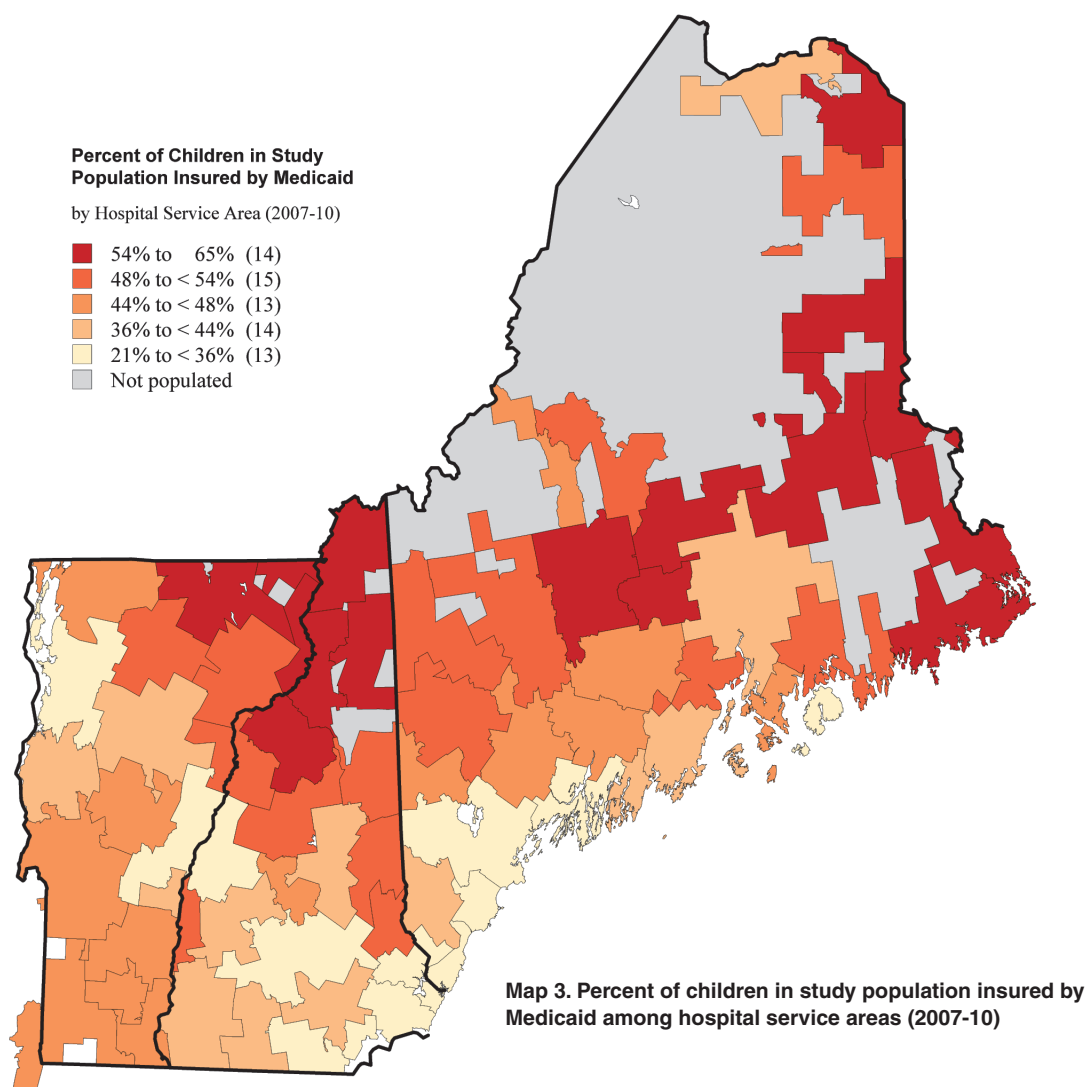 Percent of Children in Study
Population Insured by Medicaid
by Hospital Service Area (2007-10)
54% to 65% (14)
48% to < 54% (15)
44% to < 48% (13)
36% to < 44% (14)
21% to < 36% (13)
Not populated
Map 3. Percent of children in study population insured by
Medicaid among hospital service areas (2007-10)